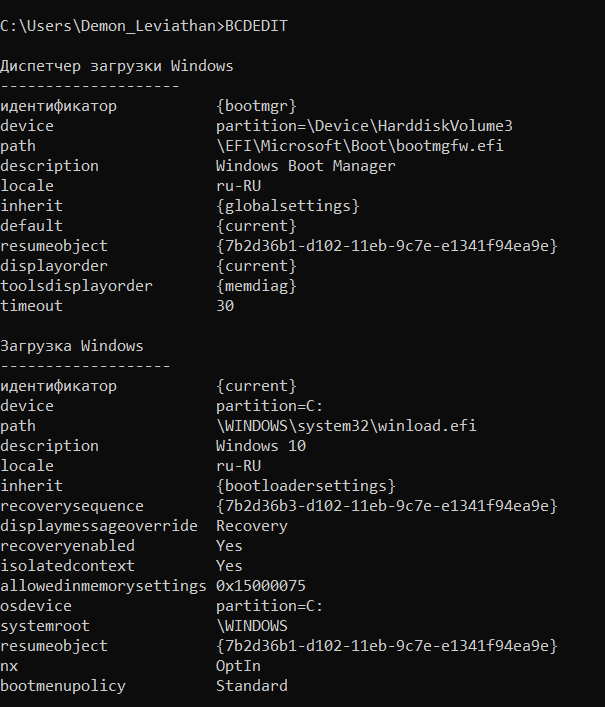 C:\Users\Demon_Leviathan>BCDEDIT
Диспетчер загрузки Windows
--------------------
идентификатор           {bootmgr}
device                  partition=\Device\HarddiskVolume3
path                    \EFI\Microsoft\Boot\bootmgfw.efi
description             Windows Boot Manager
locale                  ru-RU
inherit                 {globalsettings}
default                 {current}
resumeobject            {7b2d36b1-d102-11eb-9c7e-e1341f94ea9e}
displayorder            {current}
toolsdisplayorder       {memdiag}
timeout                 30
Загрузка Windows
-------------------
идентификатор           {current}
device                  partition=C:
path                    \WINDOWS\system32\winload.efi
description             Windows 10
locale                  ru-RU
inherit                 {bootloadersettings}
recoverysequence        {7b2d36b3-d102-11eb-9c7e-e1341f94ea9e}
displaymessageoverride  Recovery
recoveryenabled         Yes
isolatedcontext         Yes
allowedinmemorysettings 0x15000075
osdevice                partition=C:
systemroot              \WINDOWS
resumeobject            {7b2d36b1-d102-11eb-9c7e-e1341f94ea9e}
nx                      OptIn
bootmenupolicy          Standard